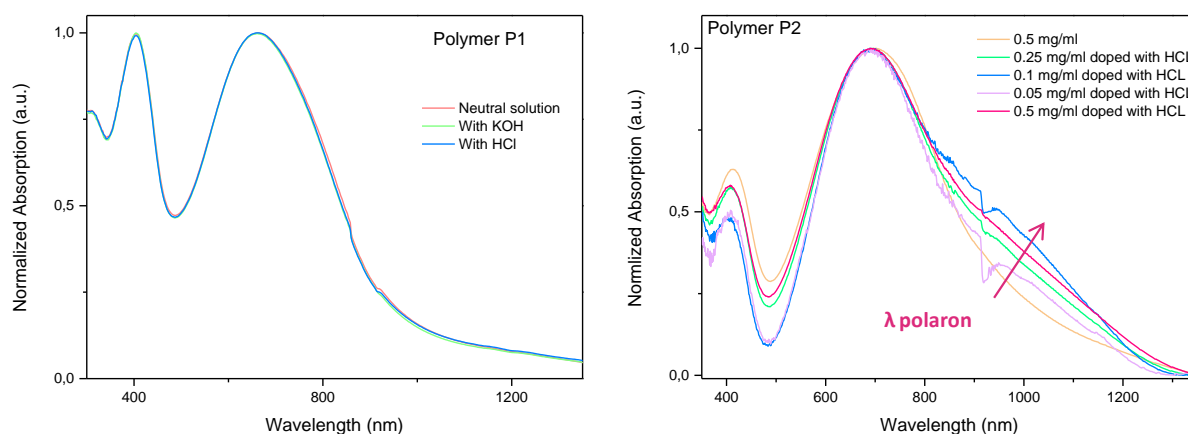 Polymer P1
Neutral solution
With KOH
With HCl
1,0
0,5
0,0
400
800
1200
Normalized Absorption (a.u.)
Wavelength (nm)
Polymer P2
0.5 mg/ml
0.25 mg/ml doped with HCL
0.1 mg/ml doped with HCL
0.05 mg/ml doped with HCL
0.5 mg/ml doped with HCL
λ polaron
1,0
0,5
0,0
400
600
800
1000
1200
Normlized Absorption (a.u.)
Wavelength (nm)